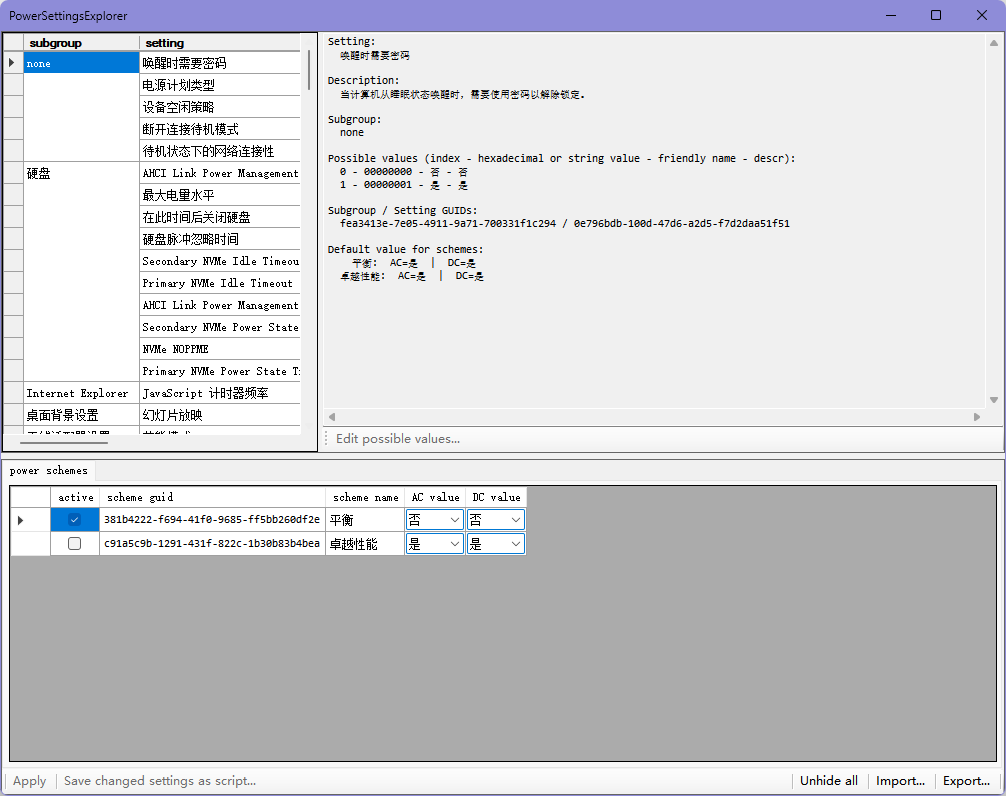 PowerSettingsExplorer
subgroup setting
none 唤醒时需要密码
电源计划类型
设备空闲策略
断开连接待机模式
待机状态下的网络连接性
硬盘 AHCI Link Power Management
最大电量水平
在此时间后关闭硬盘
硬盘脉冲忽略时间
Secondary NVMe Idle Timeou
Primary NVMe Idle Timeout
AHCI Link Power Management
Secondary NVMe Power State
NVMe NOPPME
Primary NVMe Power State T
Internet Explorer JavaScript 计时器频率
桌面背景设置 幻灯片放映
Setting:
唤醒时需要密码
Description:
当计算机从睡眠状态唤醒时，需要使用密码以解除锁定.
Subgroup:
none
Possible values (index - hexadecimal or string value - friendly name - descr):
0 - 00000000 - 否 - 否
1 - 00000001 - 是 - 是
Subgroup / Setting GUIDs:
fea3413e-7e05-4911-9a71-700331f1c294 / 0e796bdb-100d-47d6-a2d5-f7d2daa51f51
Default value for schemes:
平衡: AC=是 | DC=是
卓越性能: AC=是 | DC=是
Edit possible values...
power schemes
active scheme guid scheme name AC value DC value
381b4222-f694-41f0-9685-ff5bb260df2e 平衡 否 否
c91a5c9b-1291-431f-822c-1b30b83b4bea 卓越性能 是 是
Apply Save changed settings as script... Unhide all Import... Export...